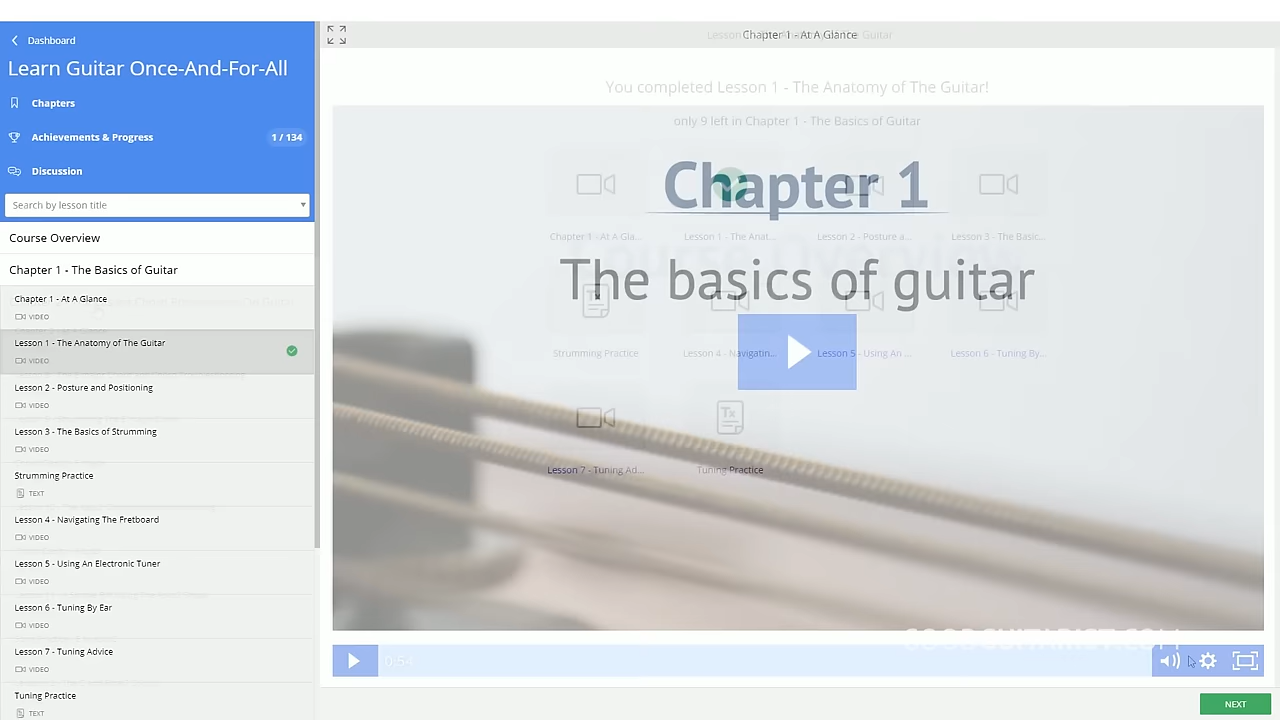 Dashboard
Learn Guitar Once-And-For-All
Chapters
Achievements & Progress
1 / 134
Discussion
Search by lesson title
Course Overview
Chapter 1 - The Basics of Guitar
Chapter 1 - At A Glance
VIDEO
Lesson 1 - The Anatomy of The Guitar
VIDEO
Lesson 2 - Posture and Positioning
VIDEO
Lesson 3 - The Basics of Strumming
VIDEO
Strumming Practice
TEXT
Lesson 4 - Navigating The Fretboard
VIDEO
Lesson 5 - Using An Electronic Tuner
VIDEO
Lesson 6 - Tuning By Ear
VIDEO
Lesson 7 - Tuning Advice
VIDEO
Tuning Practice
TEXT
Chapter 1 - At A Glance
You completed Lesson 1 - The Anatomy of The Guitar!
only 9 left in Chapter 1 - The Basics of Guitar
Chapter 1
Chapter 1 - At A Gla...
Lesson 1 - The Anat...
Lesson 2 - Posture a...
Lesson 3 - The Basic...
Course Overview
The basics of guitar
Strumming Practice
Lesson 4 - Navigatin...
Lesson 5 - Using An ...
Lesson 6 - Tuning By...
Tx
Lesson 7 - Tuning Ad...
Tuning Practice
GOODGUITARIST.COM
0:54
NEXT